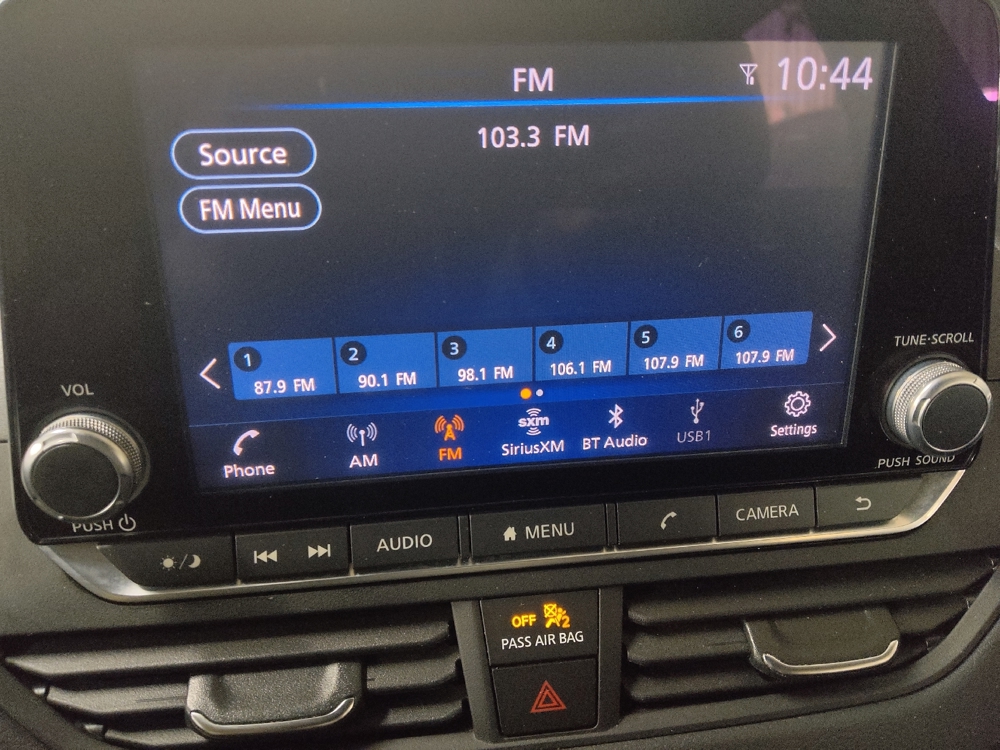 FM
10:44
103.3 FM
Source
FM Menu
1
87.9 FM
2
90.1 FM
3
98.1 FM
4
106.1 FM
5
107.9 FM
6
107.9 FM
Phone
AM
A
FM
sxm
SiriusXM
BT Audio
USB1
Settings
VOL
PUSH
TUNE·SCROLL
PUSH SOUND
AUDIO
MENU
CAMERA
OFF
2
PASS AIR BAG